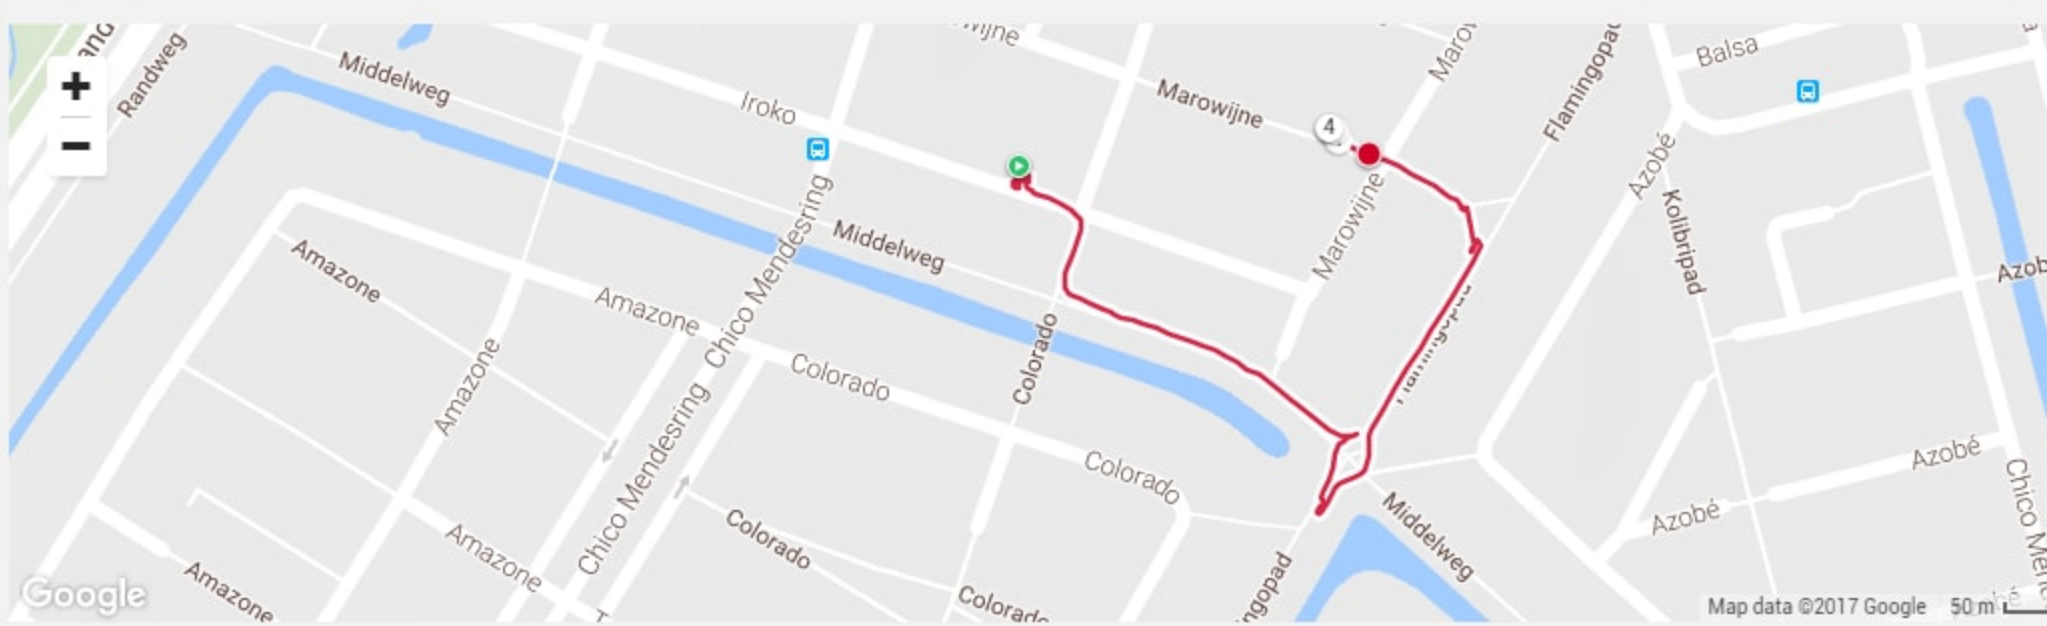 Randweg
Middelweg
Iroko
Marowijne
Balsa
Azobé
Kolibripad
Marowijne
Middelweg
Chico Mendesring
Amazone
Amazone
Colorado
Colorado
Amazone
Chico Mendesring
Colorado
Azobé
Azobé
Middelweg
Colorado
Amazone
Amazone
4
+
−
Google
Map data ©2017 Google
50 m